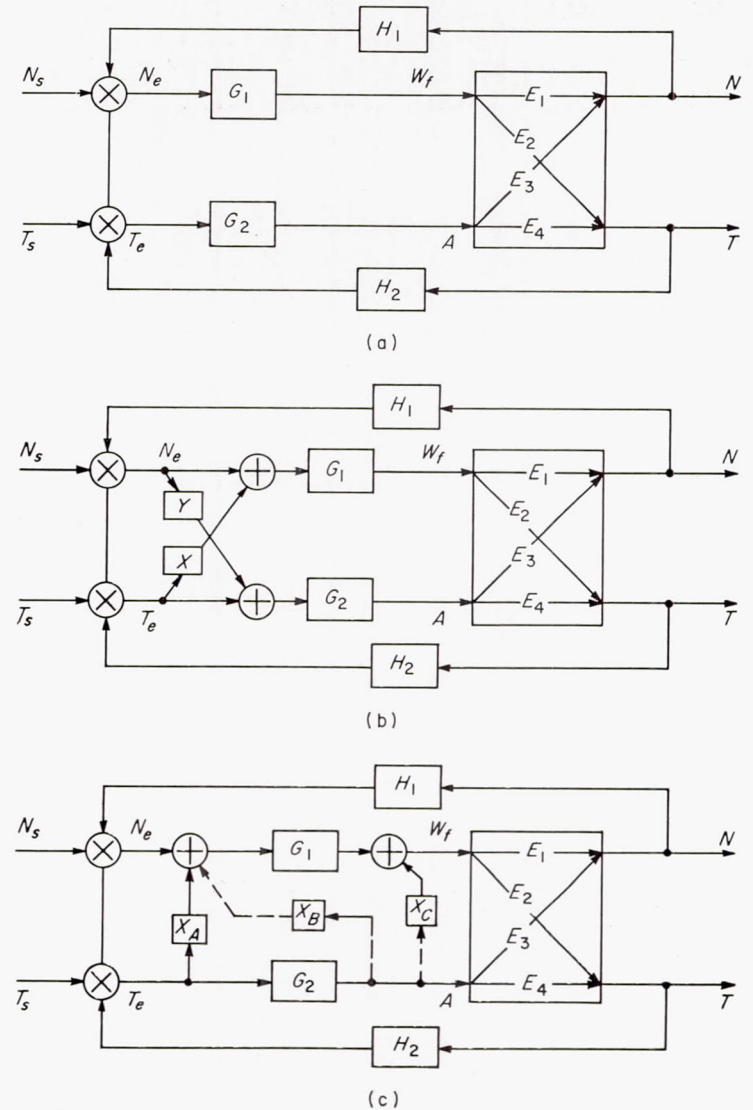 H1
Ns Ne G1 Wf E1 N
E2
E3
Ts Te G2 A E4 T
H2
(a)
H1
Ns Ne G1 Wf E1 N
Y E2
X E3
Ts Te G2 A E4 T
H2
(b)
H1
Ns Ne G1 Wf E1 N
XA XB XC E2
E3
Ts Te G2 A E4 T
H2
(c)